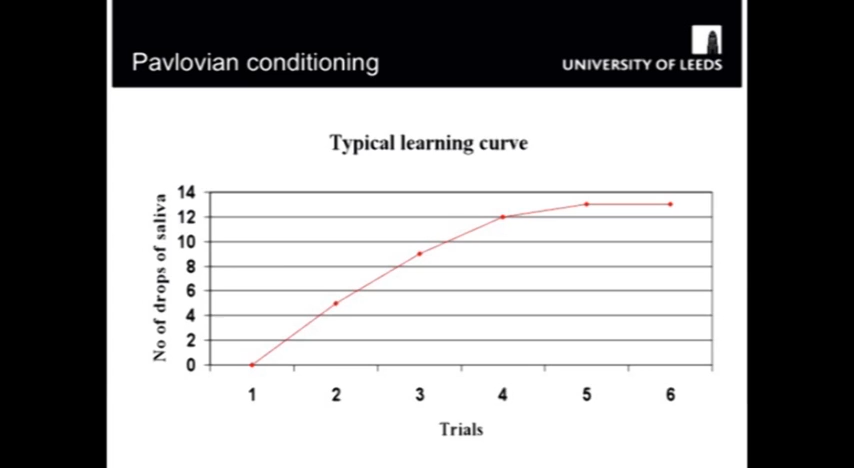 Pavlovian conditioning
UNIVERSITY OF LEEDS
Typical learning curve
No of drops of saliva
14
12
10
8
6
4
2
0
1 2 3 4 5 6
Trials